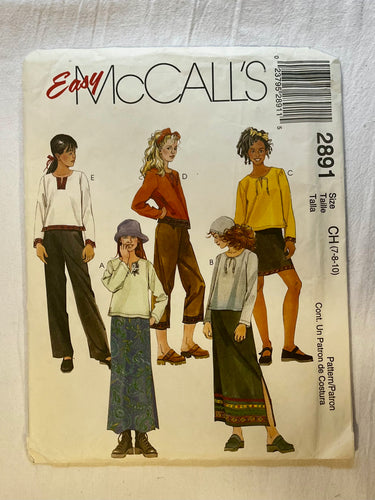 Easy McCALL'S
0 23795 28911 5
2891
Size
Taille
Talla
CH (7-8-10)
Pattern/Patron
Cont. Un Patron de Costura
E
D
C
A
B